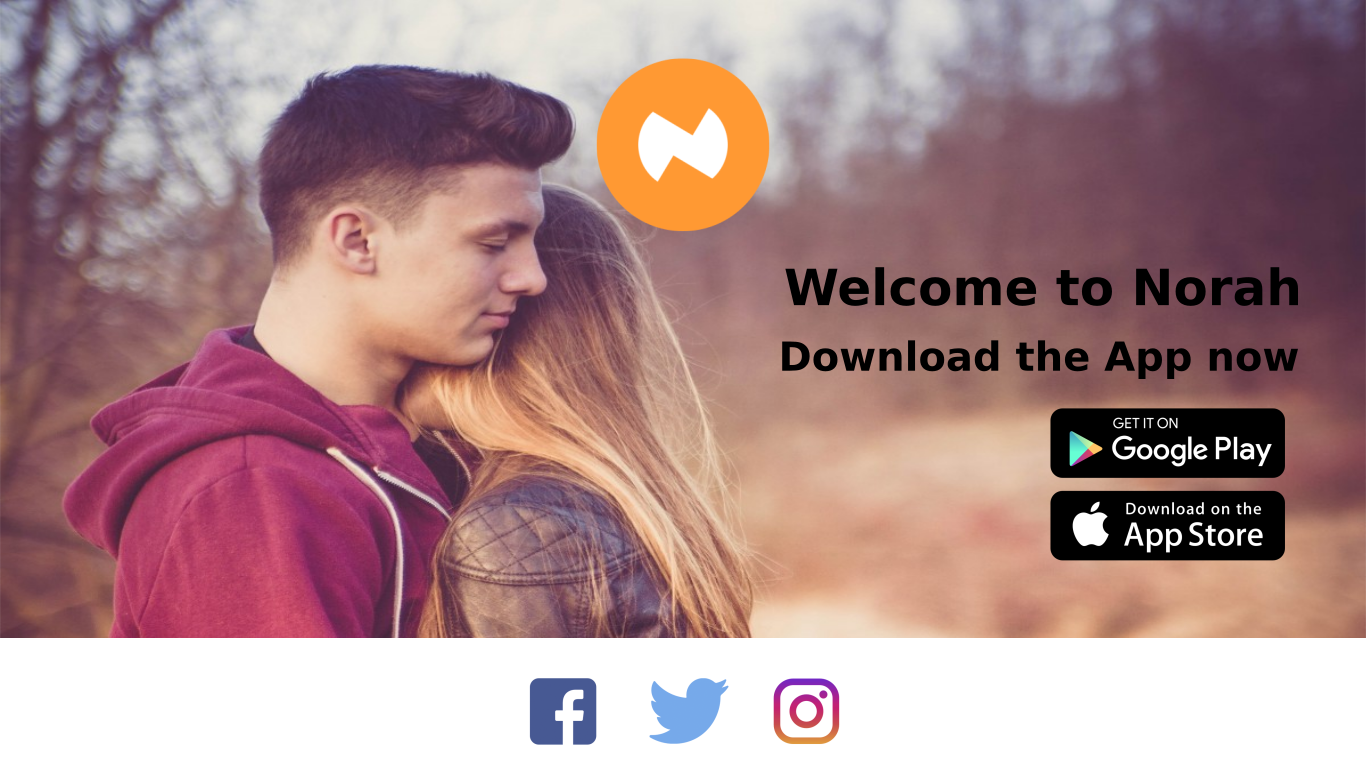 Welcome to Norah
Download the App now
GET IT ON
Google Play
Download on the
App Store